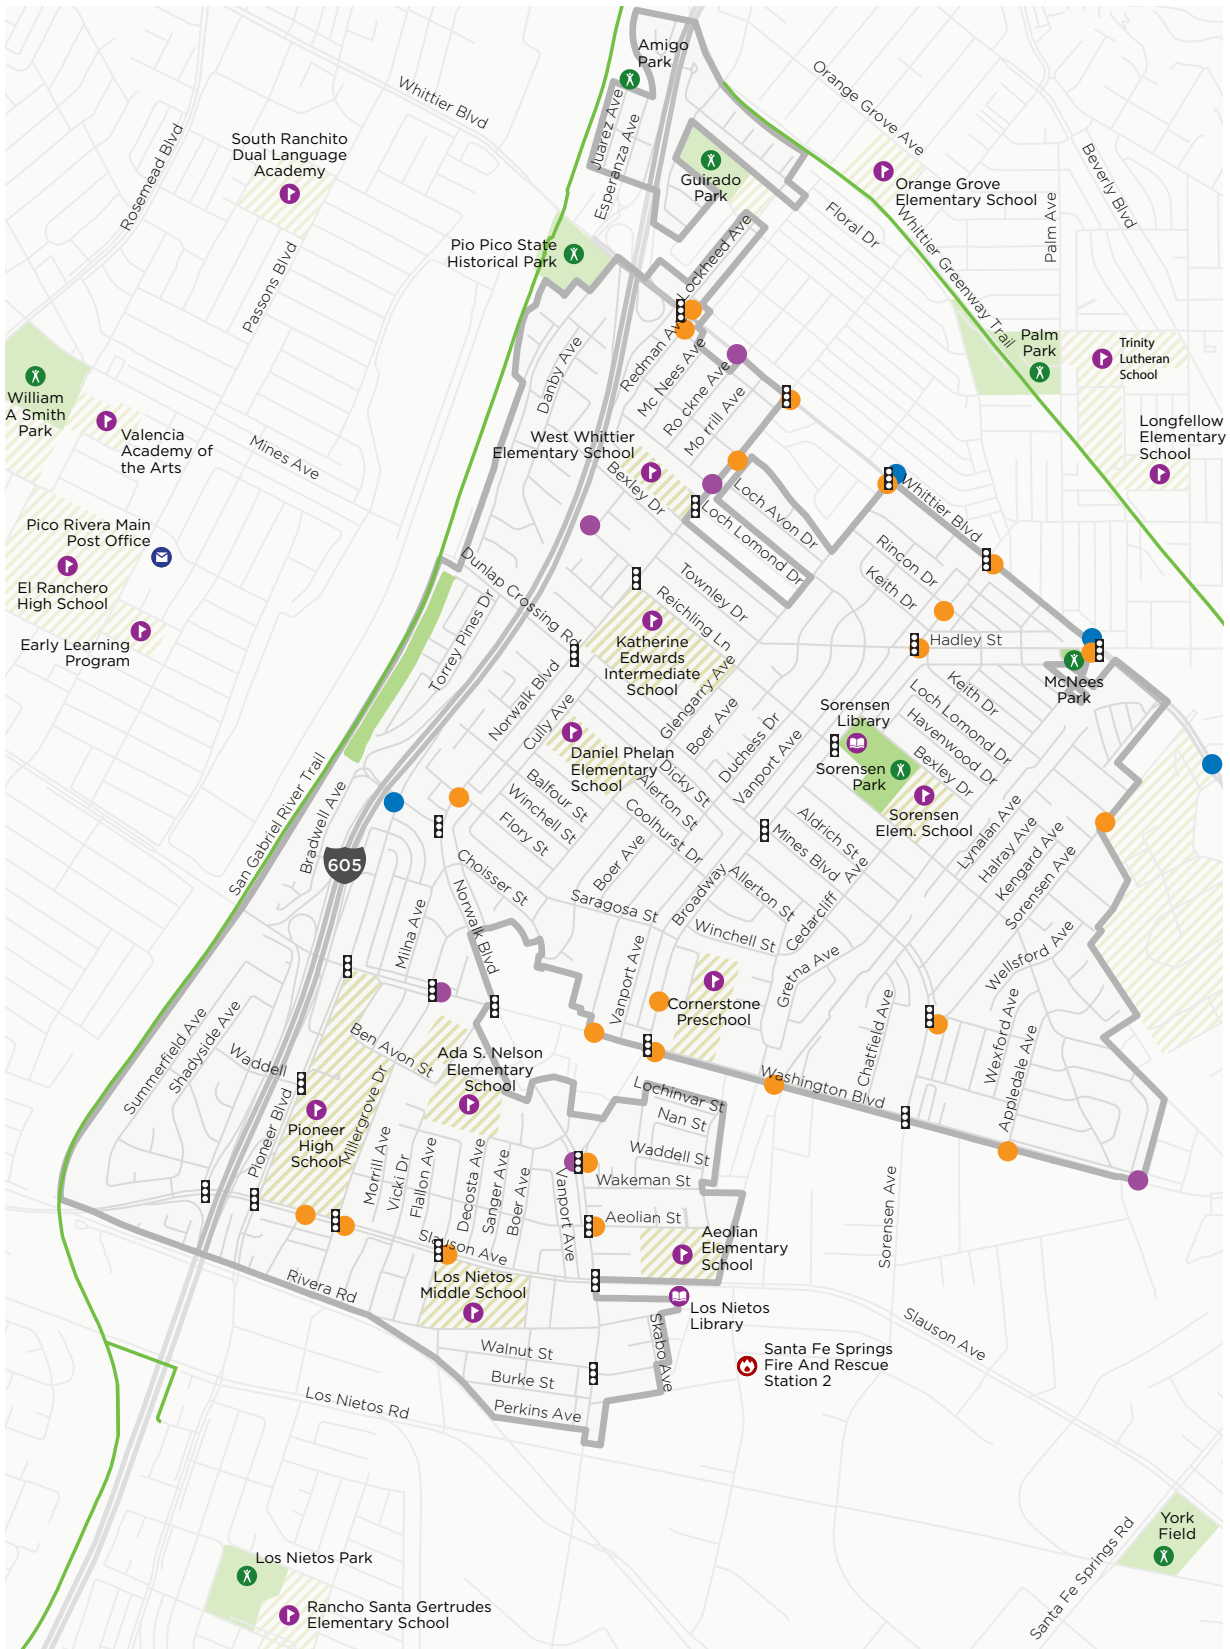 Amigo
Park
Orange Grove Ave
Whittier Blvd
Juarez Ave
Esperanza Ave
Rosemead Blvd
South Ranchito
Dual Language
Academy
Guirado
Park
Orange Grove
Elementary School
Beverly Blvd
Palm Ave
Floral Dr
Whittier Greenway Trail
Pio Pico State
Historical Park
Passons Blvd
Lockheed Ave
Redman Ave
Mc Nees Ave
Ro ckne Ave
Mo rrill Ave
Danby Ave
Palm
Park
Trinity
Lutheran
School
William
A Smith
Park
Valencia
Academy of
the Arts
Mines Ave
West Whittier
Elementary School
Longfellow
Elementary
School
Bexley Dr
Loch Avon Dr
Loch Lomond Dr
Whittier Blvd
Pico Rivera Main
Post Office
El Ranchero
High School
Early Learning
Program
Dunlap Crossing Rd
Torrey Pines Dr
Townley Dr
Reichling Ln
Rincon Dr
Keith Dr
Hadley St
Katherine
Edwards
Intermediate
School
McNees
Park
Norwalk Blvd
Cully Ave
Glengarry Ave
Boer Ave
Duchess Dr
Vanport Ave
Keith Dr
Loch Lomond Dr
Havenwood Dr
Bexley Dr
Sorensen
Library
Sorensen
Park
Sorensen
Elem. School
Daniel Phelan
Elementary
School
Dicky St
Alerton St
Coolhurst Dr
Balfour St
Winchell St
Flory St
San Gabriel River Trail
Bradwell Ave
605
Choisser St
Boer Ave
Saragosa St
Broadway
Allerton St
Aldrich St
Mines Blvd
Cedarcliff Ave
Lynalan Ave
Halray Ave
Kengard Ave
Sorensen Ave
Norwalk Blvd
Milna Ave
Winchell St
Gretna Ave
Wellsford Ave
Vanport Ave
Cornerstone
Preschool
Chatfield Ave
Wexford Ave
Appledale Ave
Summerfield Ave
Shadyside Ave
Waddell
Ben Avon St
Ada S. Nelson
Elementary
School
Washington Blvd
Lochinvar St
Nan St
Waddell St
Wakeman St
Aeolian St
Pioneer Blvd
Pioneer
High
School
Millergrove Dr
Morrill Ave
Vicki Dr
Flallon Ave
Decosta Ave
Sanger Ave
Boer Ave
Vanport Ave
Sorensen Ave
Slauson Ave
Aeolian
Elementary
School
Rivera Rd
Los Nietos
Middle School
Los Nietos
Library
Skabo Ave
Slauson Ave
Walnut St
Burke St
Perkins Ave
Santa Fe Springs
Fire And Rescue
Station 2
Los Nietos Rd
York
Field
Santa Fe Springs Rd
Los Nietos Park
Rancho Santa Gertrudes
Elementary School